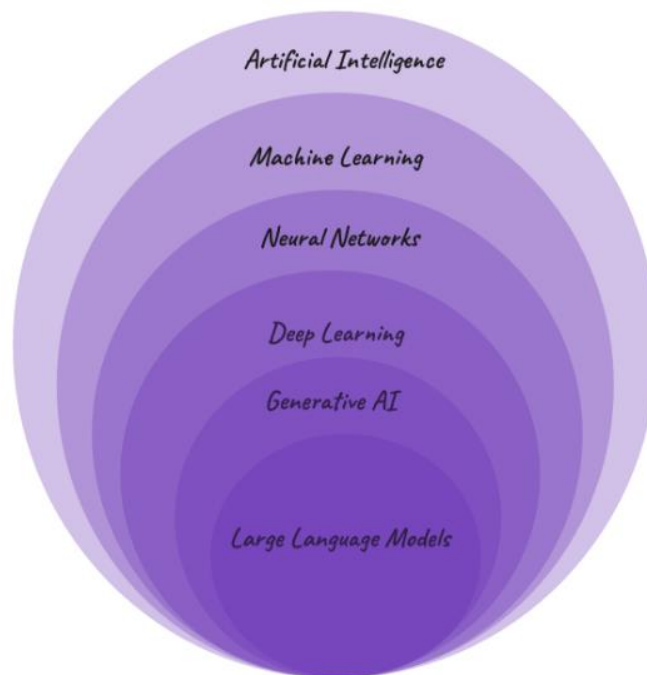 Artificial Intelligence
Machine Learning
Neural Networks
Deep Learning
Generative AI
Large Language Models